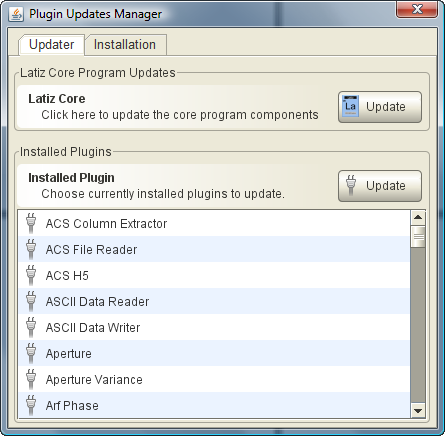 Plugin Updates Manager
Updater Installation
Latiz Core Program Updates
Latiz Core
Click here to update the core program components
La Update
Installed Plugins
Installed Plugin
Choose currently installed plugins to update.
Update
ACS Column Extractor
ACS File Reader
ACS H5
ASCII Data Reader
ASCII Data Writer
Aperture
Aperture Variance
Arf Phase